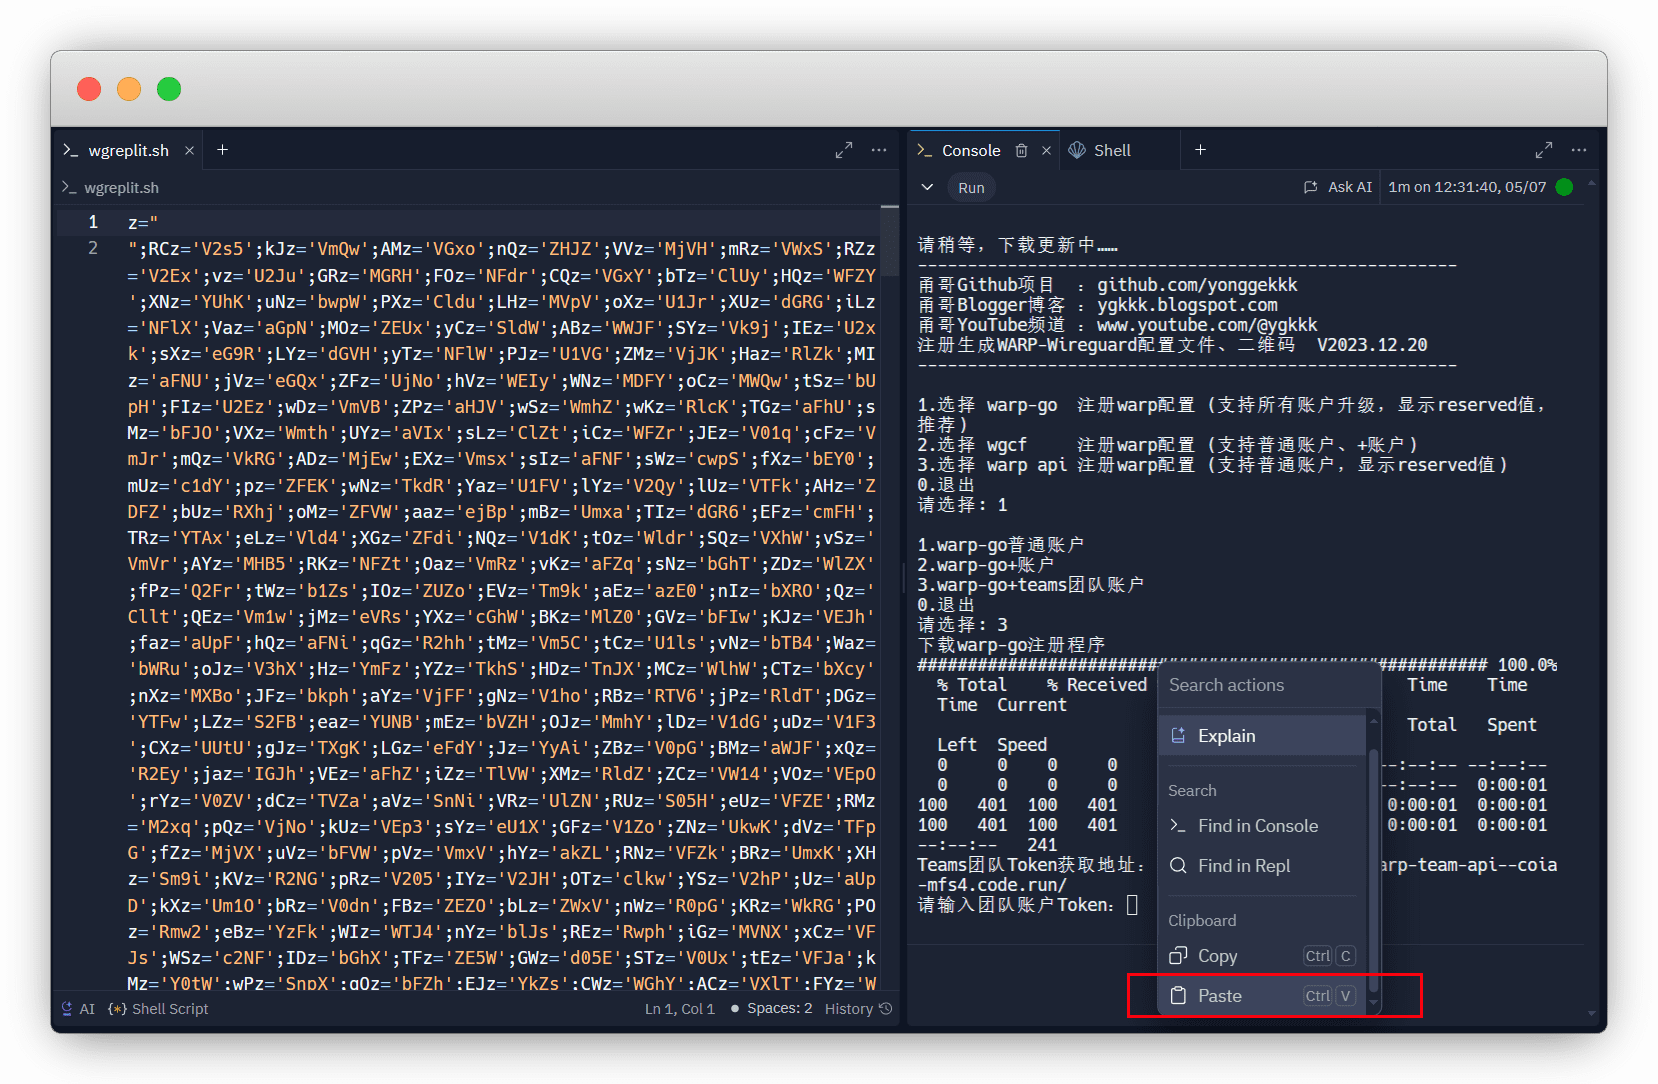 wgreplit.sh
wgreplit.sh
1 z="
2 ";RCz='V2s5';kJz='VmQw';AMz='VGxo';nQz='ZHJZ';VVz='MjVH';mRz='VWxS';RZz
='V2Ex';vz='U2Ju';GRz='MGRH';FOz='NFdr';CQz='VGxY';bTz='ClUy';HQz='WFZY
';XNz='YUhK';uNz='bwpW';PXz='Cldu';LHz='MVpV';oXz='U1Jr';XUz='dGRG';iLz
='NFlX';Vaz='aGpN';MOz='ZEUx';yCz='SldW';ABz='WWJF';SYz='Vk9j';IEz='U2x
k';sXz='eG9R';LYz='dGVH';yTz='NFlW';PJz='U1VG';ZMz='VjJK';Haz='RlZk';MI
z='aFNU';jVz='eGQx';ZFz='UjNo';hVz='WEIy';WNz='MDFY';oCz='MWQw';tSz='bU
pH';FIz='U2Ez';wDz='VmVB';ZPz='aHJV';wSz='WmhZ';wKz='RlcK';TGz='aFhU';s
Mz='bFJO';VXz='Wmth';UYz='aVIx';sLz='ClZt';iCz='WFZr';JEz='V01q';cFz='V
mJr';mQz='VkRG';ADz='MjEw';EXz='Vmsx';sIz='aFNF';sWz='cwpS';fXz='bEY0';
mUz='c1dY';pz='ZFEK';wNz='TkdR';Yaz='U1FV';lYz='V2Qy';lUz='VTFk';AHz='Z
DFZ';bUz='RXhj';oMz='ZFVW';aaz='ejBp';mBz='Umxa';TIz='dGR6';EFz='cmFH';
TRz='YTAx';eLz='Vld4';XGz='ZFdi';NQz='V1dK';tOz='Wldr';SQz='VXhW';vSz='
VmVr';AYz='MHB5';RKz='NFZt';Oaz='VmRz';vKz='aFZq';sNz='bGhT';ZDz='WlZX'
;fPz='Q2Fr';tWz='b1Zs';IOz='ZUZo';EVz='Tm9k';aEz='azE0';nIz='bXRO';Qz='
Cllt';QEz='Vm1w';jMz='eVRs';YXz='cGhW';BKz='MlZ0';GVz='bFIw';KJz='VEJh'
;faz='aUpF';hQz='aFNi';qGz='R2hh';tMz='Vm5C';tCz='U1ls';vNz='bTB4';Waz=
'bWRu';oJz='V3hX';Hz='YmFz';YZz='TkhS';HDz='TnJX';MCz='WlhW';CTz='bXcy'
;nXz='MXBo';JFz='bkph';aYz='VjFF';gNz='V1ho';RBz='RTV6';jPz='RldT';DGz=
'YTFw';LZz='S2FB';eaz='YUNB';mEz='bVZH';OJz='MmhY';lDz='V1dG';uDz='V1F3
';CXz='UUtU';gJz='TXgK';LGz='eFdY';Jz='YyAi';ZBz='V0pG';BMz='aWJF';xQz=
'R2Ey';jaz='IGJh';VEz='aFhZ';iZz='TlVW';XMz='RldZ';ZCz='VW14';VOz='VEpO
';rYz='V0ZV';dCz='TVZa';aVz='SnNi';VRz='UlZN';RUz='S05H';eUz='VFZE';RMz
='M2xq';pQz='VjNo';kUz='VEp3';sYz='eU1X';GFz='V1Zo';ZNz='UkwK';dVz='TFp
G';fZz='MjVX';uVz='bFVW';pVz='VmxV';hYz='akZL';RNz='VFZk';BRz='UmxK';XH
z='Sm9i';KVz='R2NG';pRz='V205';IYz='V2JH';OTz='clkw';YSz='V2hP';Uz='aUp
D';kXz='Um1O';bRz='V0dn';FBz='ZEZO';bLz='ZWxV';nWz='R0pG';KRz='WkRG';PO
z='Rmw2';eBz='YzFk';WIz='WTJ4';nYz='blJs';REz='Rwph';iGz='MVNX';xCz='VF
Js';WSz='c2NF';IDz='bGhX';TFz='ZE5W';GWz='d05E';STz='V0Ux';tEz='VFJa';k
Mz='Y0tW';wPz='SnpX';gOz='bFZh';EJz='YkZs';CWz='WGhY';ACz='VXlT';FYz='W
AI {*} Shell Script Ln 1, Col 1 Spaces: 2 History
Console Shell
Run Ask AI 1m on 12:31:40, 05/07
请稍等，下载更新中……
------------------------------------------------------
甬哥Github项目 ：github.com/yonggekkk
甬哥Blogger博客 ：ygkkk.blogspot.com
甬哥YouTube频道 ：www.youtube.com/@ygkkk
注册生成WARP-Wireguard配置文件、二维码 V2023.12.20
------------------------------------------------------
1.选择 warp-go 注册warp配置 (支持所有账户升级，显示reserved值，
推荐)
2.选择 wgcf 注册warp配置 (支持普通账户、+账户)
3.选择 warp api 注册warp配置 (支持普通账户，显示reserved值)
0.退出
请选择：1
1.warp-go普通账户
2.warp-go+账户
3.warp-go+teams团队账户
0.退出
请选择：3
下载warp-go注册程序
######################################################### 100.0%
% Total % Received Time Time
Time Current
Total Spent
Left Speed
0 0 0 0 --:--:-- --:--:--
0 0 0 0 --:--:-- 0:00:01
100 401 100 401 0:00:01 0:00:01
100 401 100 401 0:00:01 0:00:01
--:--:-- 241
Teams团队Token获取地址： arp-team-api--coia
-mfs4.code.run/
请输入团队账户Token：
Search actions
Explain
Search
Find in Console
Find in Repl
Clipboard
Copy Ctrl C
Paste Ctrl V